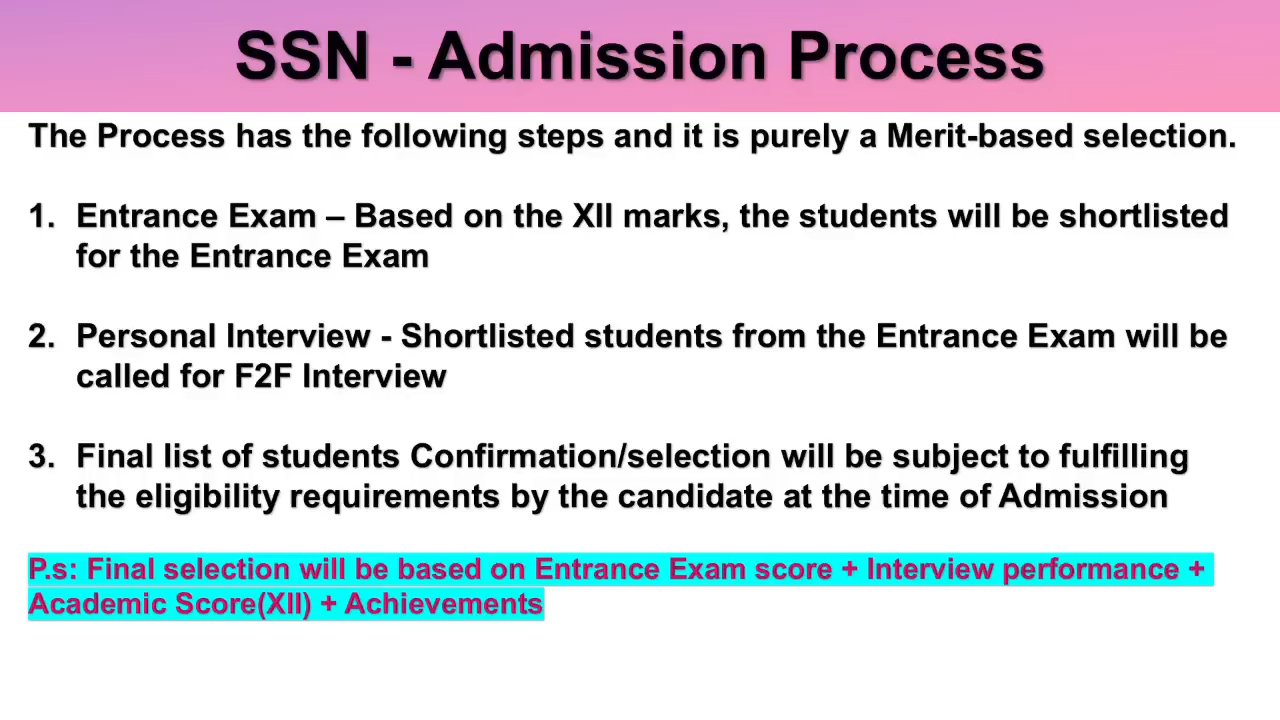 SSN - Admission Process
The Process has the following steps and it is purely a Merit-based selection.
1. Entrance Exam – Based on the XII marks, the students will be shortlisted
for the Entrance Exam
2. Personal Interview - Shortlisted students from the Entrance Exam will be
called for F2F Interview
3. Final list of students Confirmation/selection will be subject to fulfilling
the eligibility requirements by the candidate at the time of Admission
P.s: Final selection will be based on Entrance Exam score + Interview performance +
Academic Score(XII) + Achievements